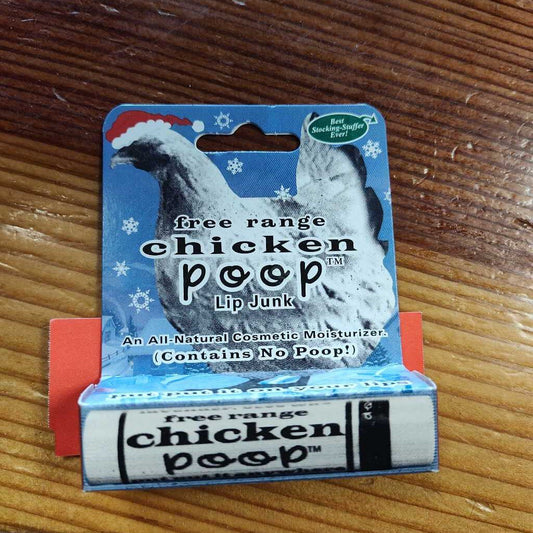 Best
Stocking-Stuffer
Ever!
free range
chicken
poop™
Lip Junk
An All-Natural Cosmetic Moisturizer.
(Contains No Poop!)
free range
chicken
poop™